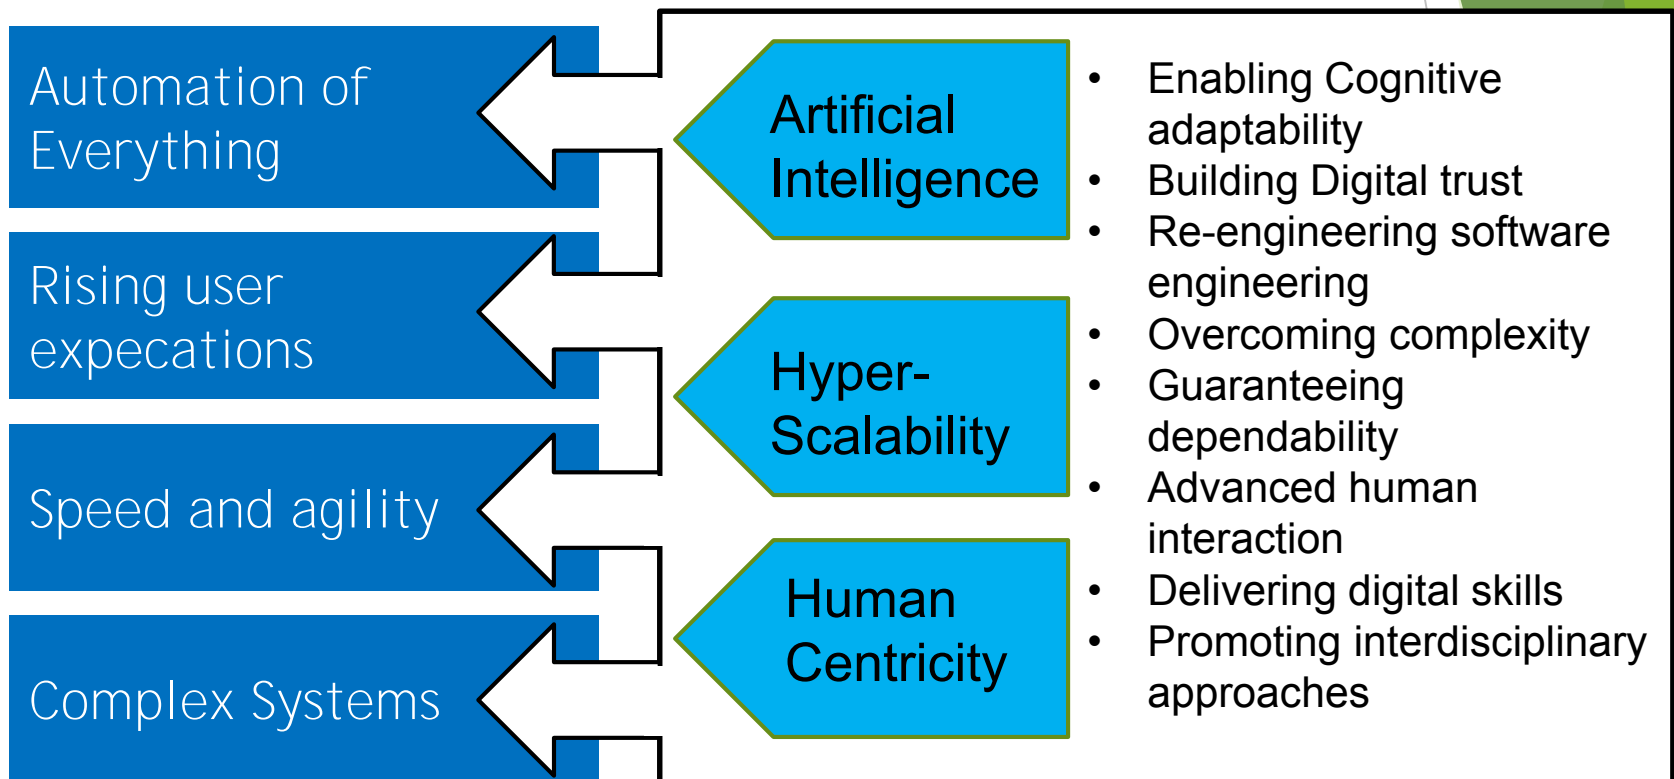 Automation of
Everything
Rising user
expecations
Speed and agility
Complex Systems
Artificial
Intelligence
Hyper-
Scalability
Human
Centricity
• Enabling Cognitive
adaptability
• Building Digital trust
• Re-engineering software
engineering
• Overcoming complexity
• Guaranteeing
dependability
• Advanced human
interaction
• Delivering digital skills
• Promoting interdisciplinary
approaches